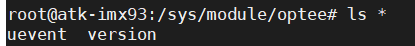 root@atk-imx93:/sys/module/optee# ls *
uevent  version